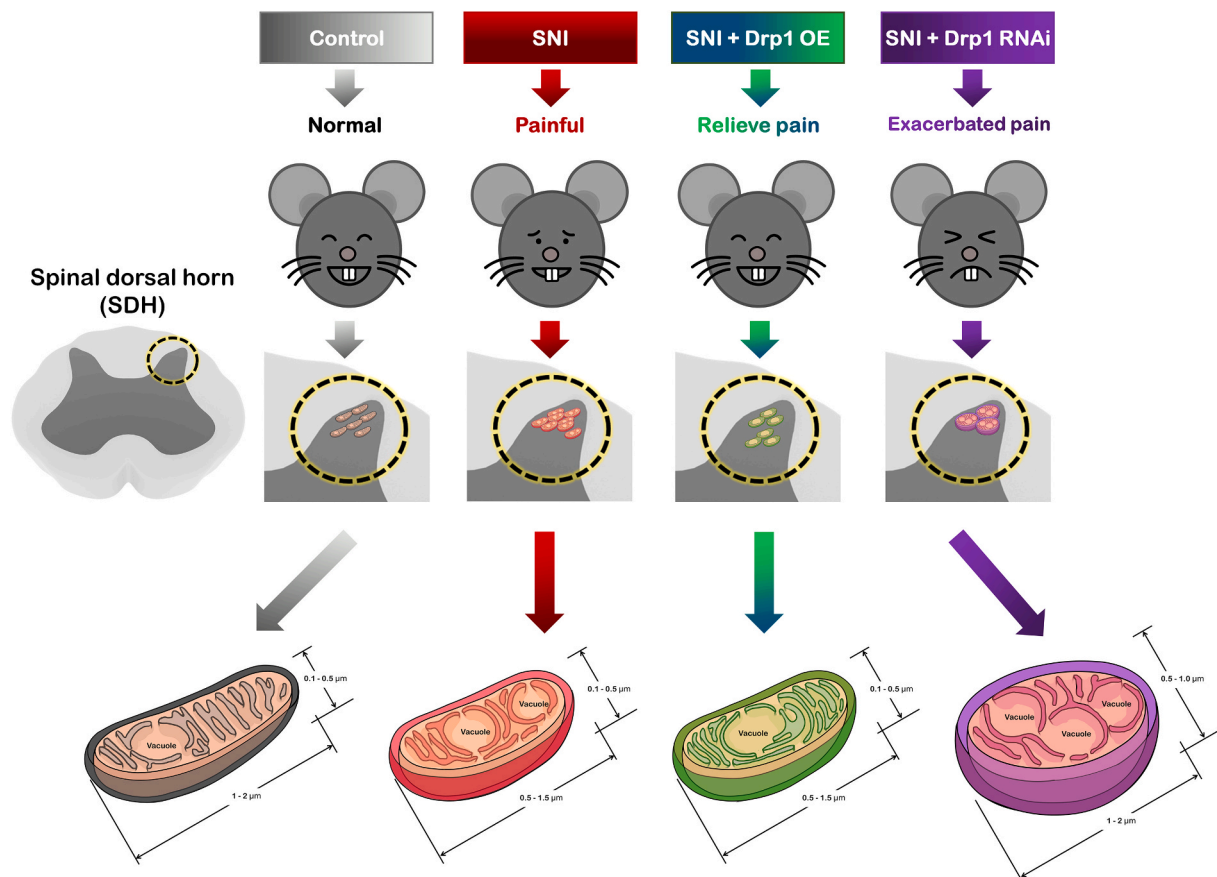 Control
SNI
SNI + Drp1 OE
SNI + Drp1 RNAi
Normal
Painful
Relieve pain
Exacerbated pain
Spinal dorsal horn
(SDH)
0.1 - 0.5 µm
Vacuole
1 - 2 µm
0.1 - 0.5 µm
Vacuole
Vacuole
0.5 - 1.5 µm
0.1 - 0.5 µm
Vacuole
0.5 - 1.5 µm
0.5 - 1.0 µm
Vacuole
Vacuole
Vacuole
1 - 2 µm